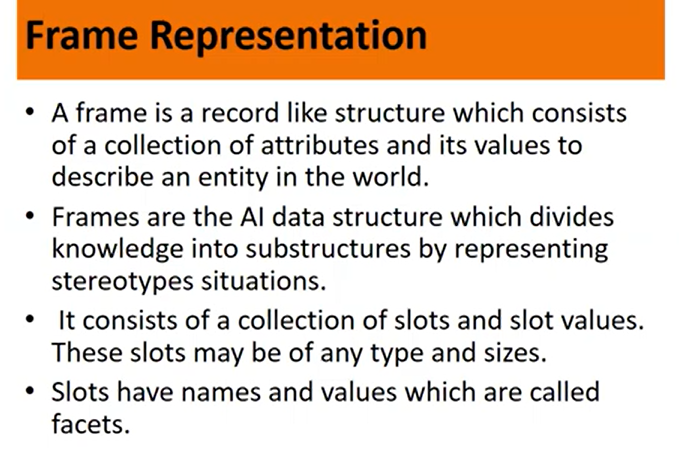 Frame Representation
• A frame is a record like structure which consists
of a collection of attributes and its values to
describe an entity in the world.
• Frames are the AI data structure which divides
knowledge into substructures by representing
stereotypes situations.
• It consists of a collection of slots and slot values.
These slots may be of any type and sizes.
• Slots have names and values which are called
facets.